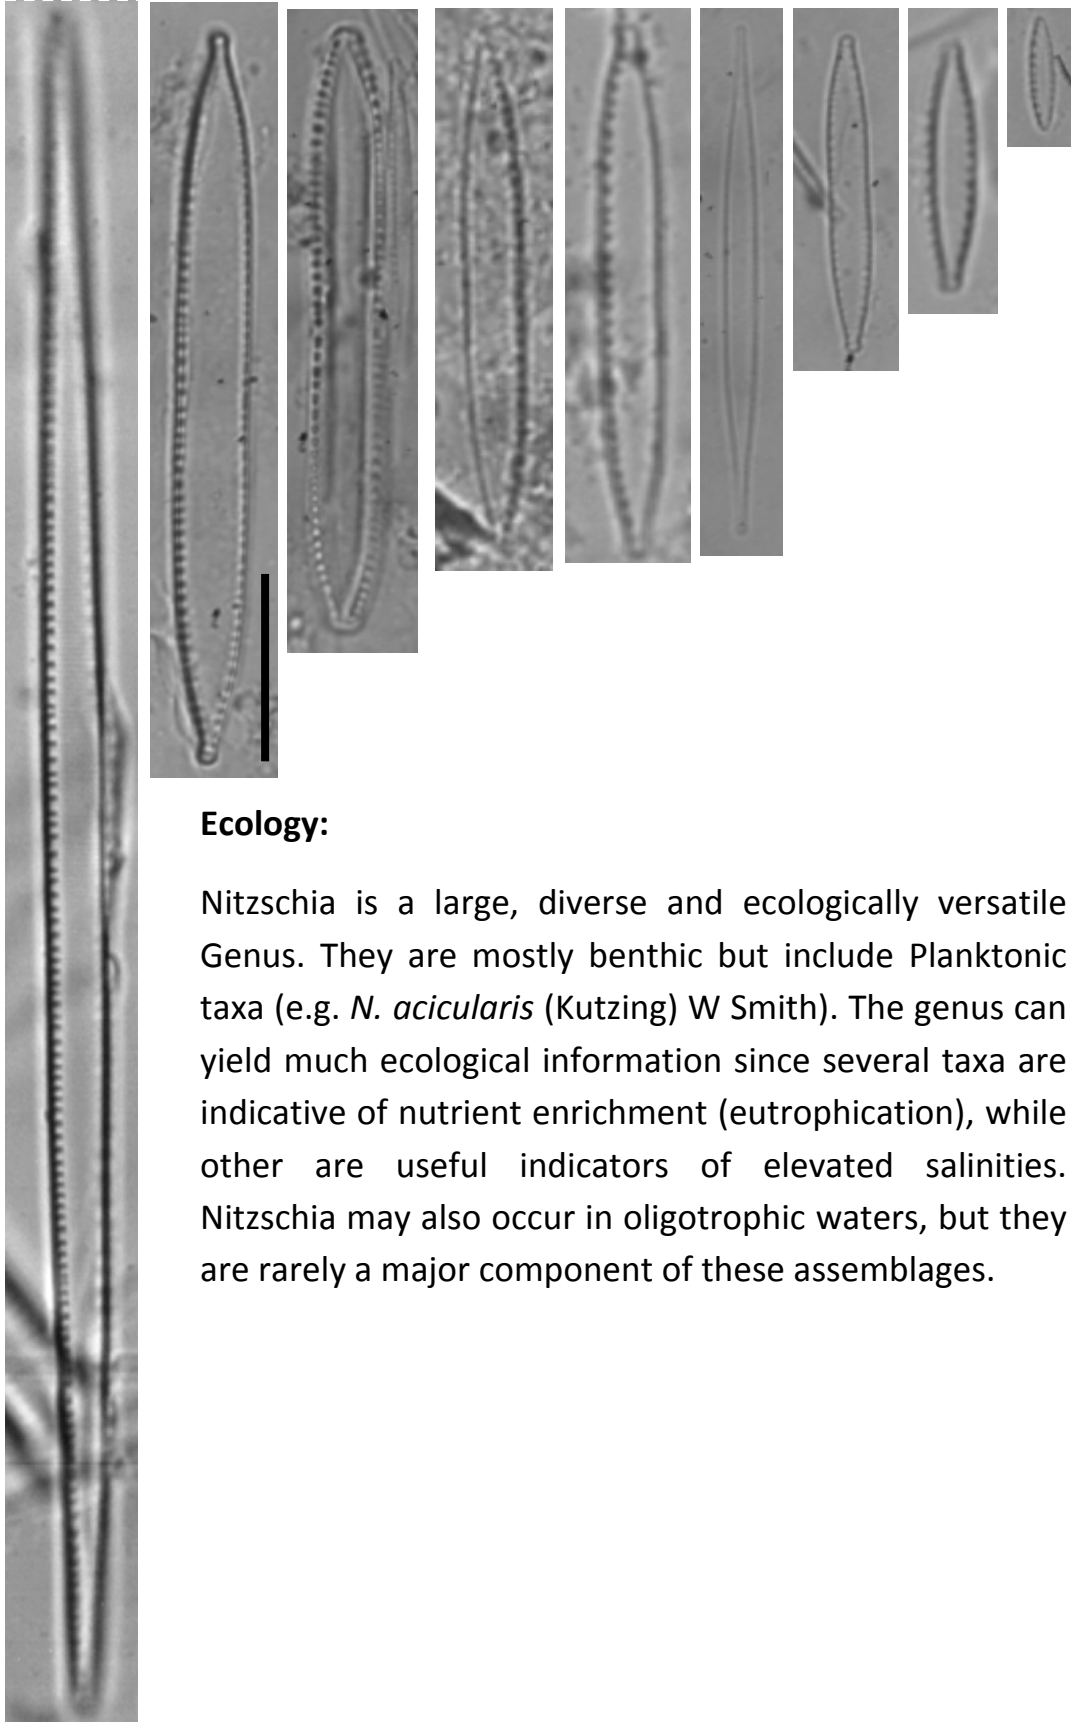 Ecology:
Nitzschia is a large, diverse and ecologically versatile
Genus. They are mostly benthic but include Planktonic
taxa (e.g. N. acicularis (Kutzing) W Smith). The genus can
yield much ecological information since several taxa are
indicative of nutrient enrichment (eutrophication), while
other are useful indicators of elevated salinities.
Nitzschia may also occur in oligotrophic waters, but they
are rarely a major component of these assemblages.